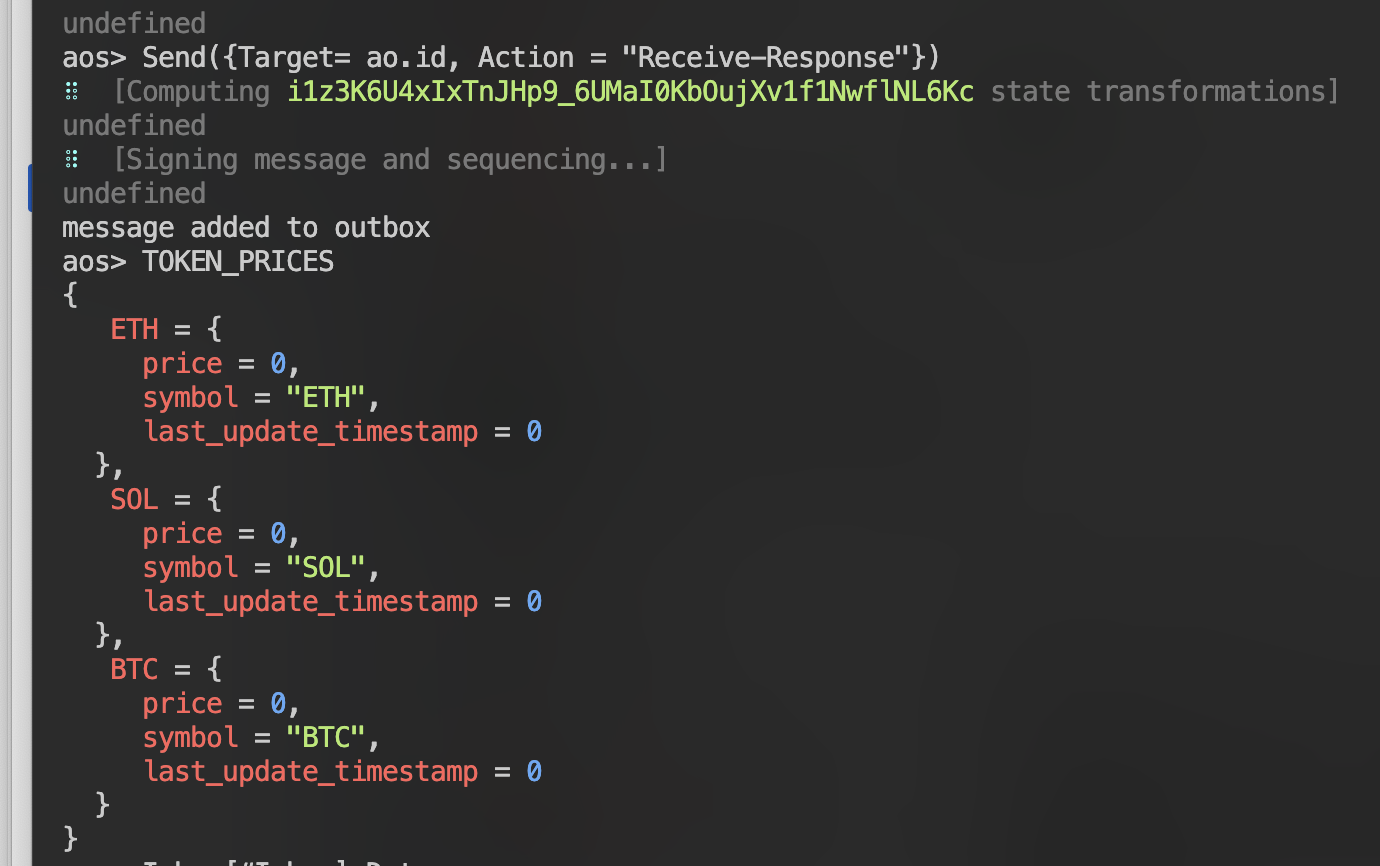 undefined
aos> Send({Target= ao.id, Action = "Receive-Response"})
[Computing i1z3K6U4xIxTnJHp9_6UMaI0KbOujXv1f1NwflNL6Kc state transformations]
undefined
[Signing message and sequencing...]
undefined
message added to outbox
aos> TOKEN_PRICES
{
ETH = {
price = 0,
symbol = "ETH",
last_update_timestamp = 0
},
SOL = {
price = 0,
symbol = "SOL",
last_update_timestamp = 0
},
BTC = {
price = 0,
symbol = "BTC",
last_update_timestamp = 0
}
}